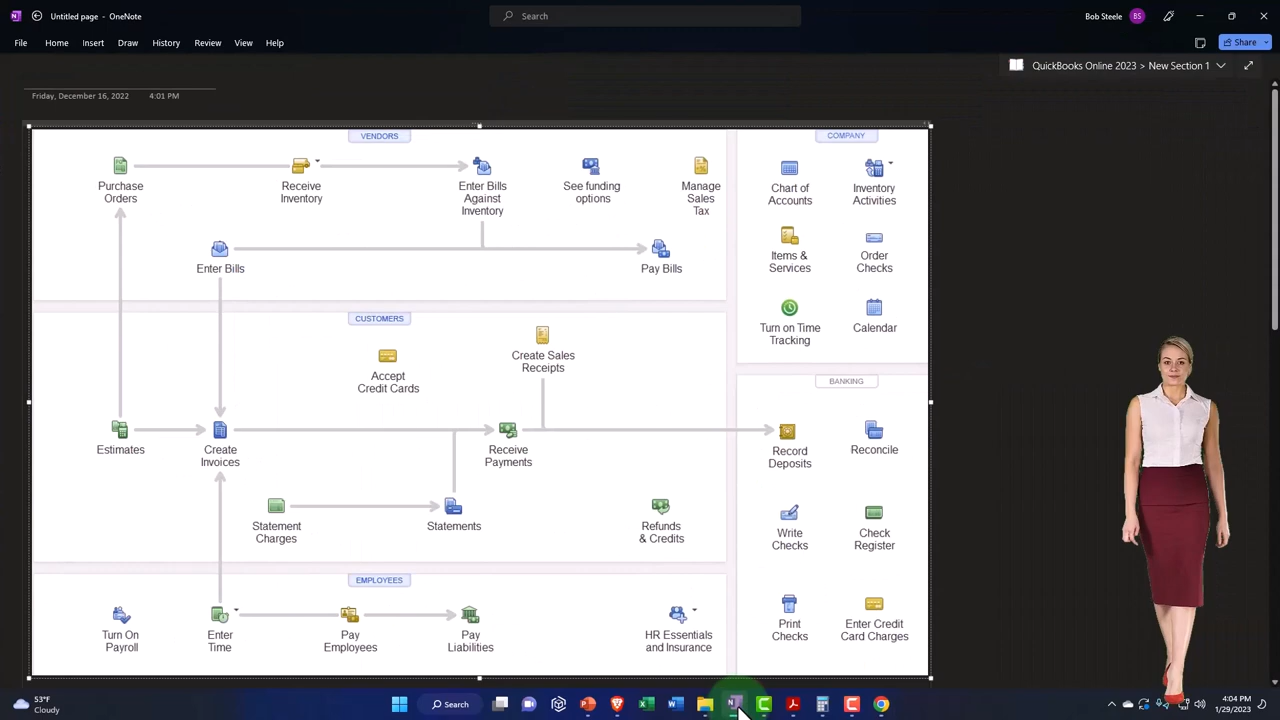 Untitled page - OneNote
Search
Bob Steele BS
File Home Insert Draw History Review View Help
Share
QuickBooks Online 2023 > New Section 1
Friday, December 16, 2022 4:01 PM
VENDORS
Purchase
Orders
Receive
Inventory
Enter Bills
Against
Inventory
See funding
options
Manage
Sales
Tax
Enter Bills
Pay Bills
COMPANY
Chart of
Accounts
Inventory
Activities
Items &
Services
Order
Checks
Turn on Time
Tracking
Calendar
CUSTOMERS
Accept
Credit Cards
Create Sales
Receipts
Estimates
Create
Invoices
Receive
Payments
Statement
Charges
Statements
Refunds
& Credits
BANKING
Record
Deposits
Reconcile
Write
Checks
Check
Register
Print
Checks
Enter Credit
Card Charges
EMPLOYEES
Turn On
Payroll
Enter
Time
Pay
Employees
Pay
Liabilities
HR Essentials
and Insurance
53°F
Cloudy
Search
4:04 PM
1/29/2023